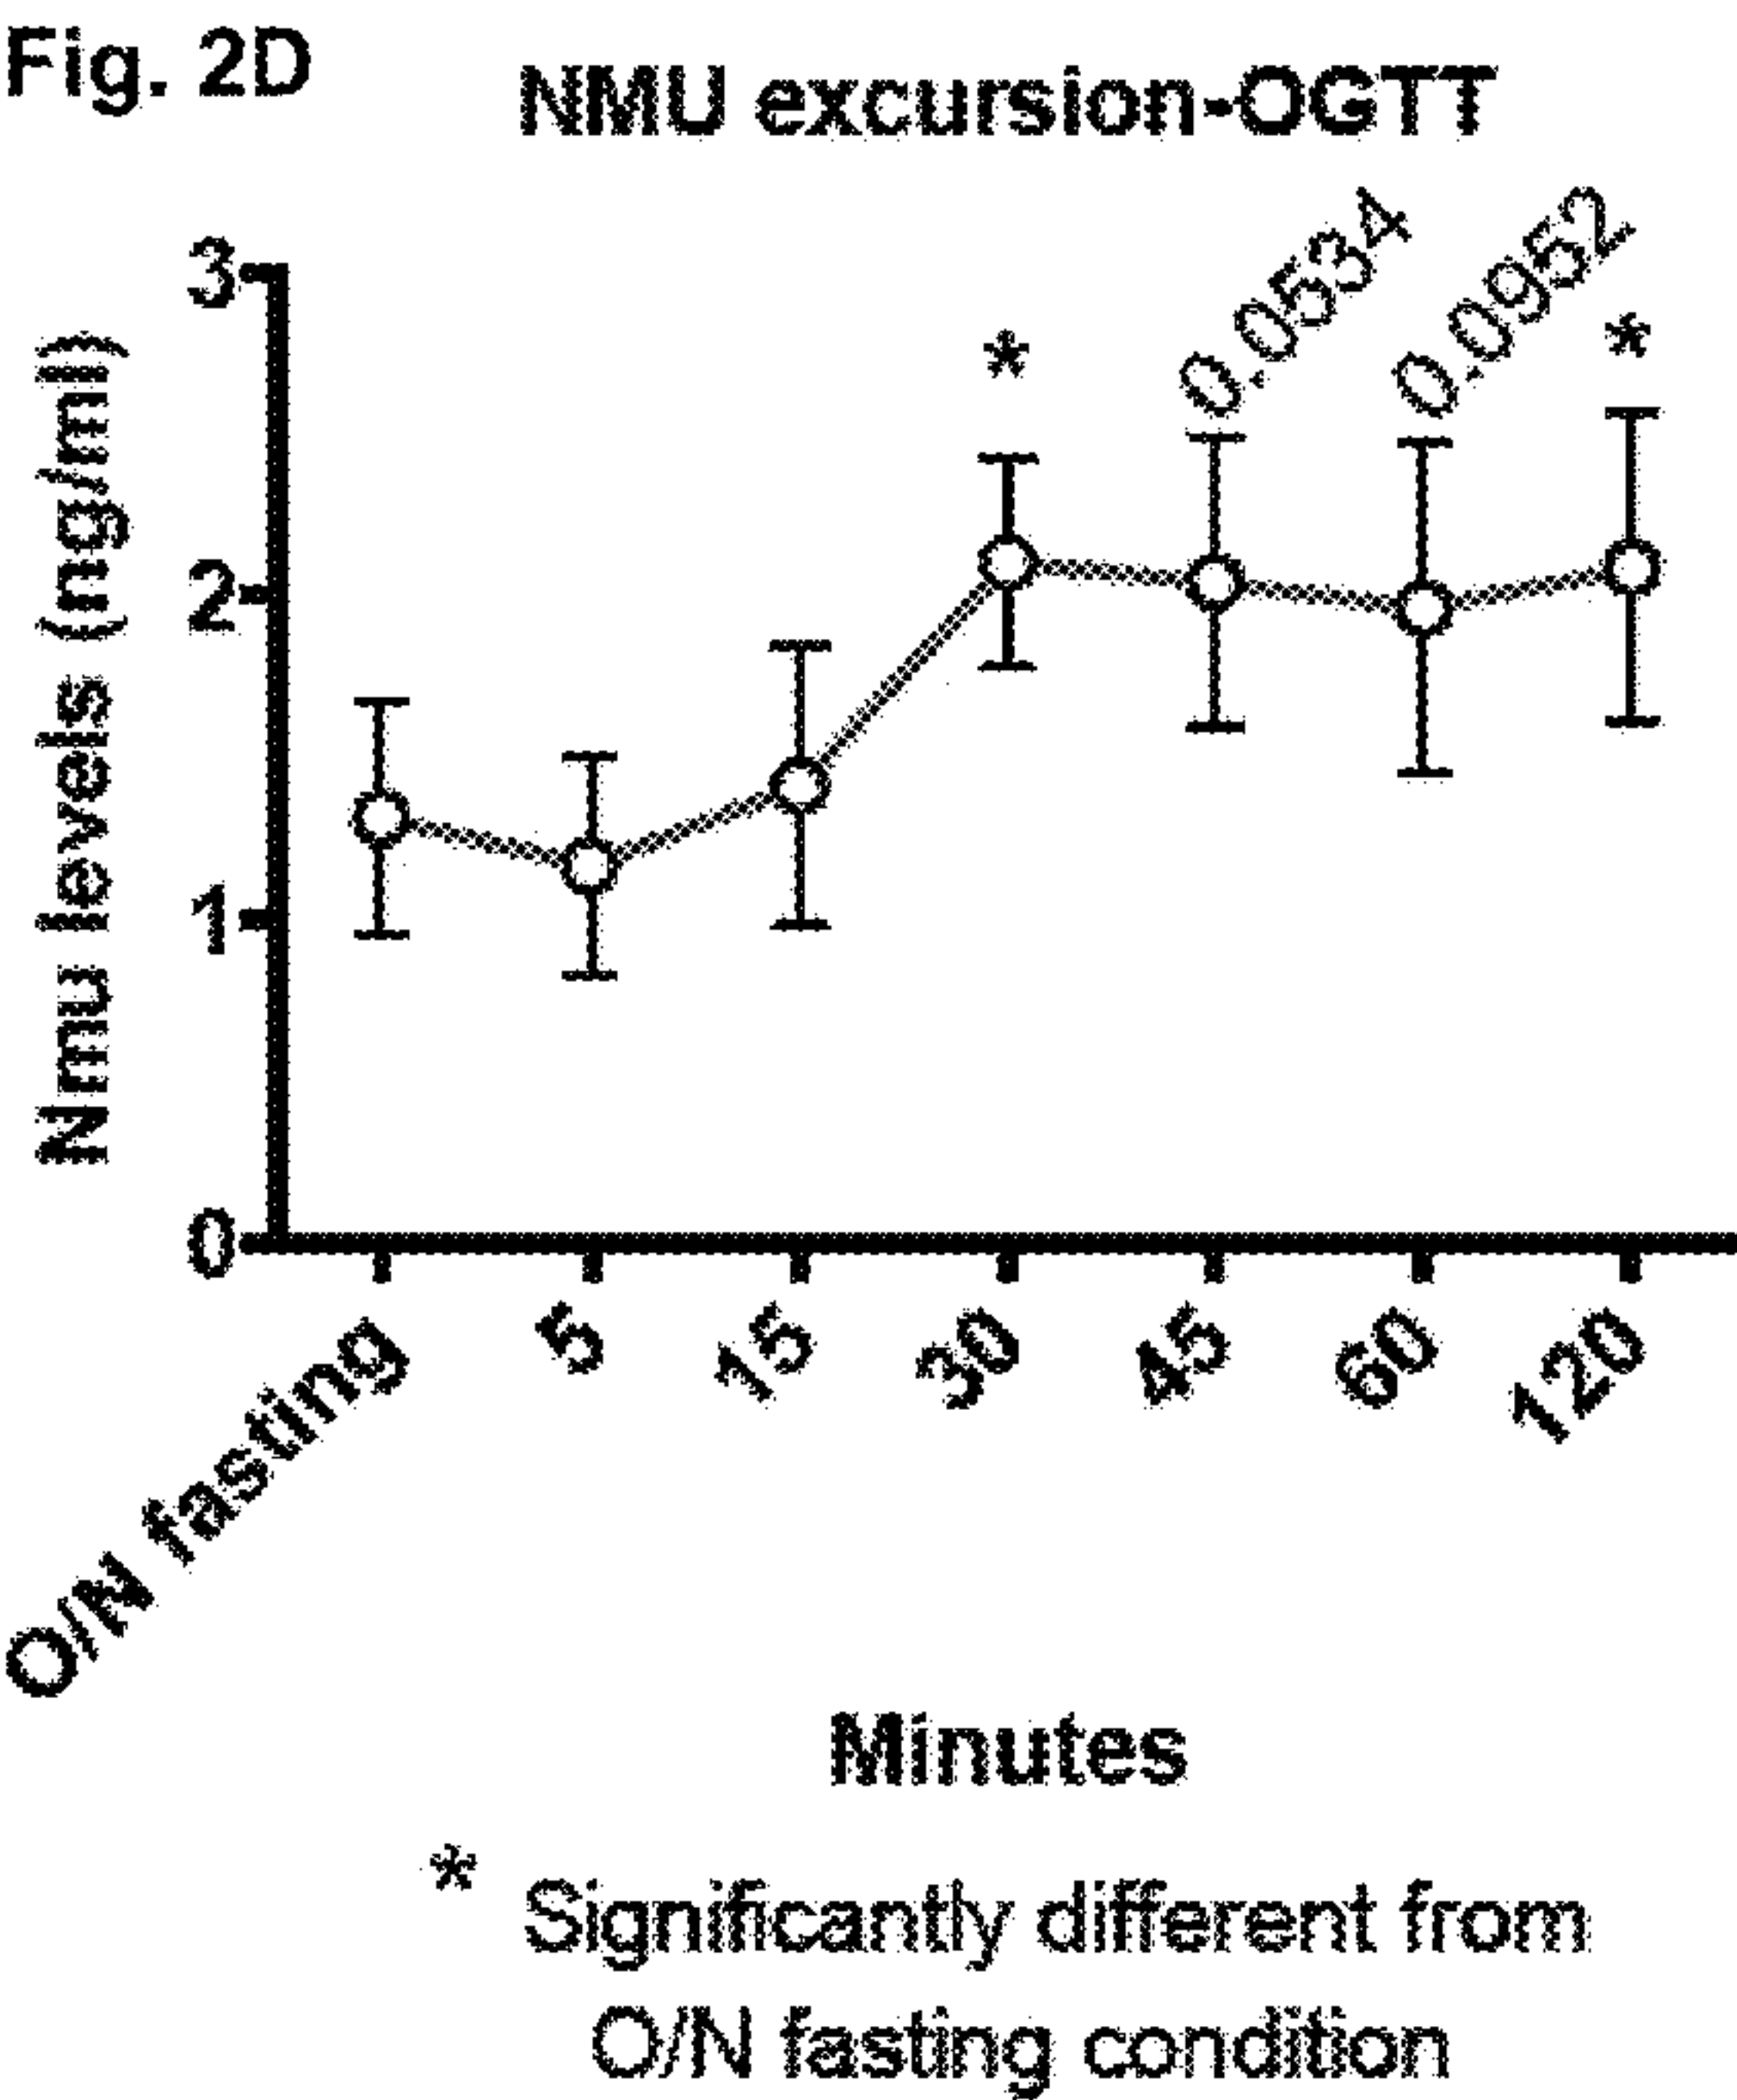 Fig. 2D
NMU excursion-OGTT
Nmu levels (ng/ml)
3
2
1
0
*
0.0534
0.0952
*
O/N fasting
5
15
30
45
60
120
Minutes
* Significantly different from
O/N fasting condition